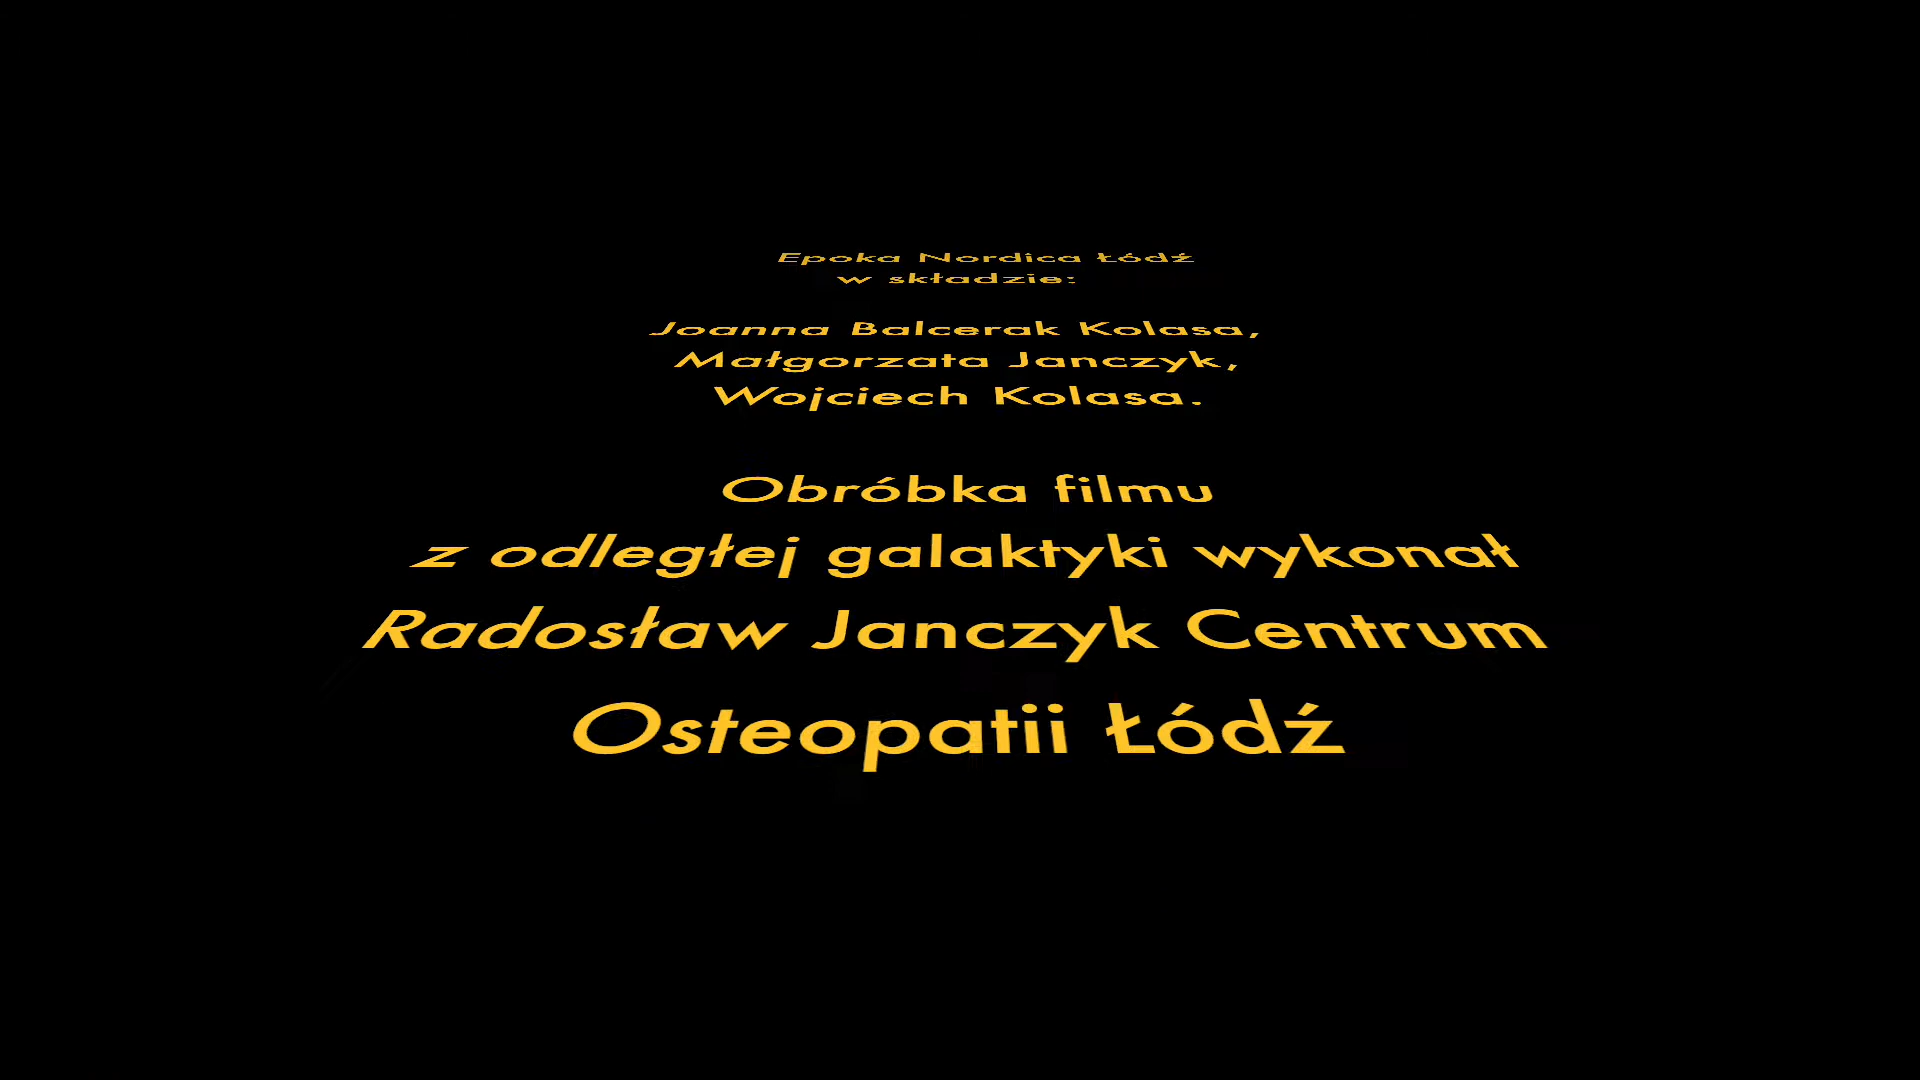 Epoka Nordica Łódź
w składzie:
Joanna Balcerak Kolasa,
Małgorzata Janczyk,
Wojciech Kolasa.
Obróbka filmu
z odległej galaktyki wykonał
Radosław Janczyk Centrum
Osteopatii Łódź